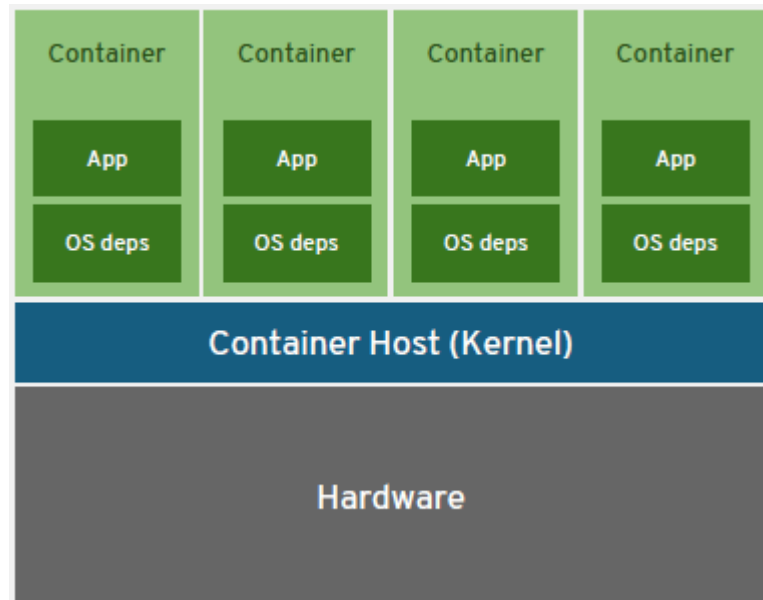 Container Container Container Container
App App App App
OS deps OS deps OS deps OS deps
Container Host (Kernel)
Hardware